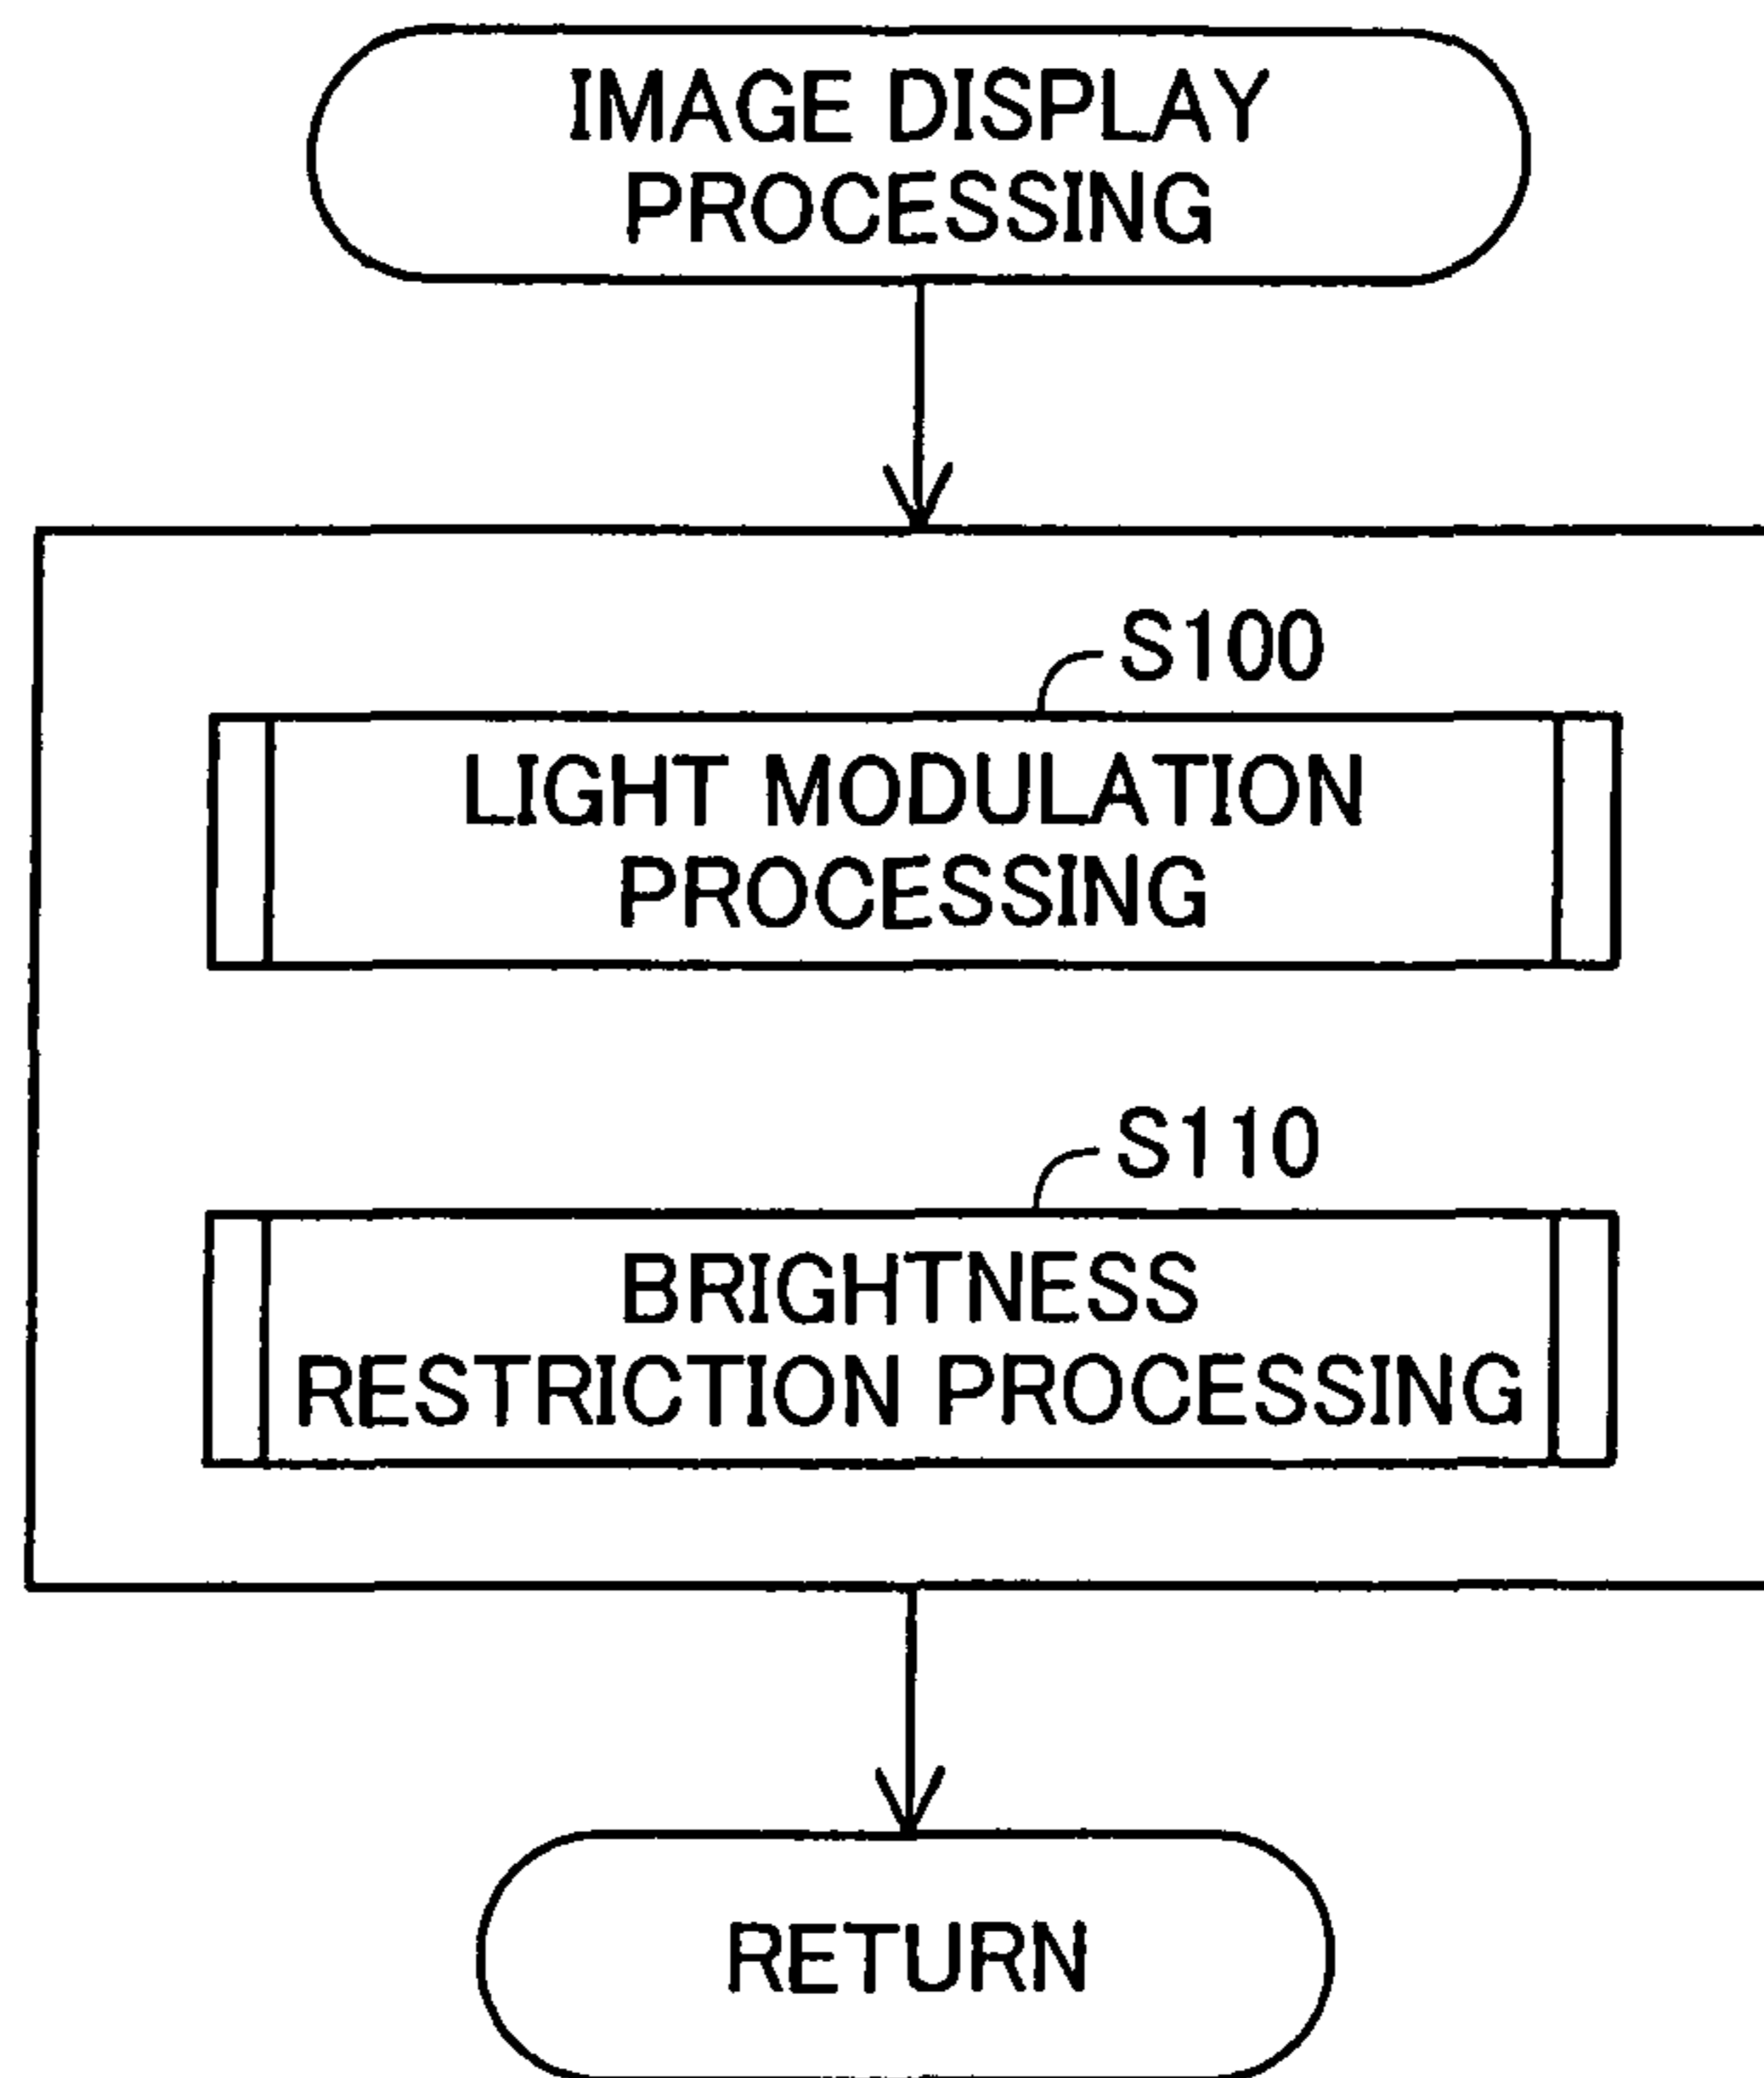 IMAGE DISPLAY
PROCESSING
S100
LIGHT MODULATION
PROCESSING
S110
BRIGHTNESS
RESTRICTION PROCESSING
RETURN